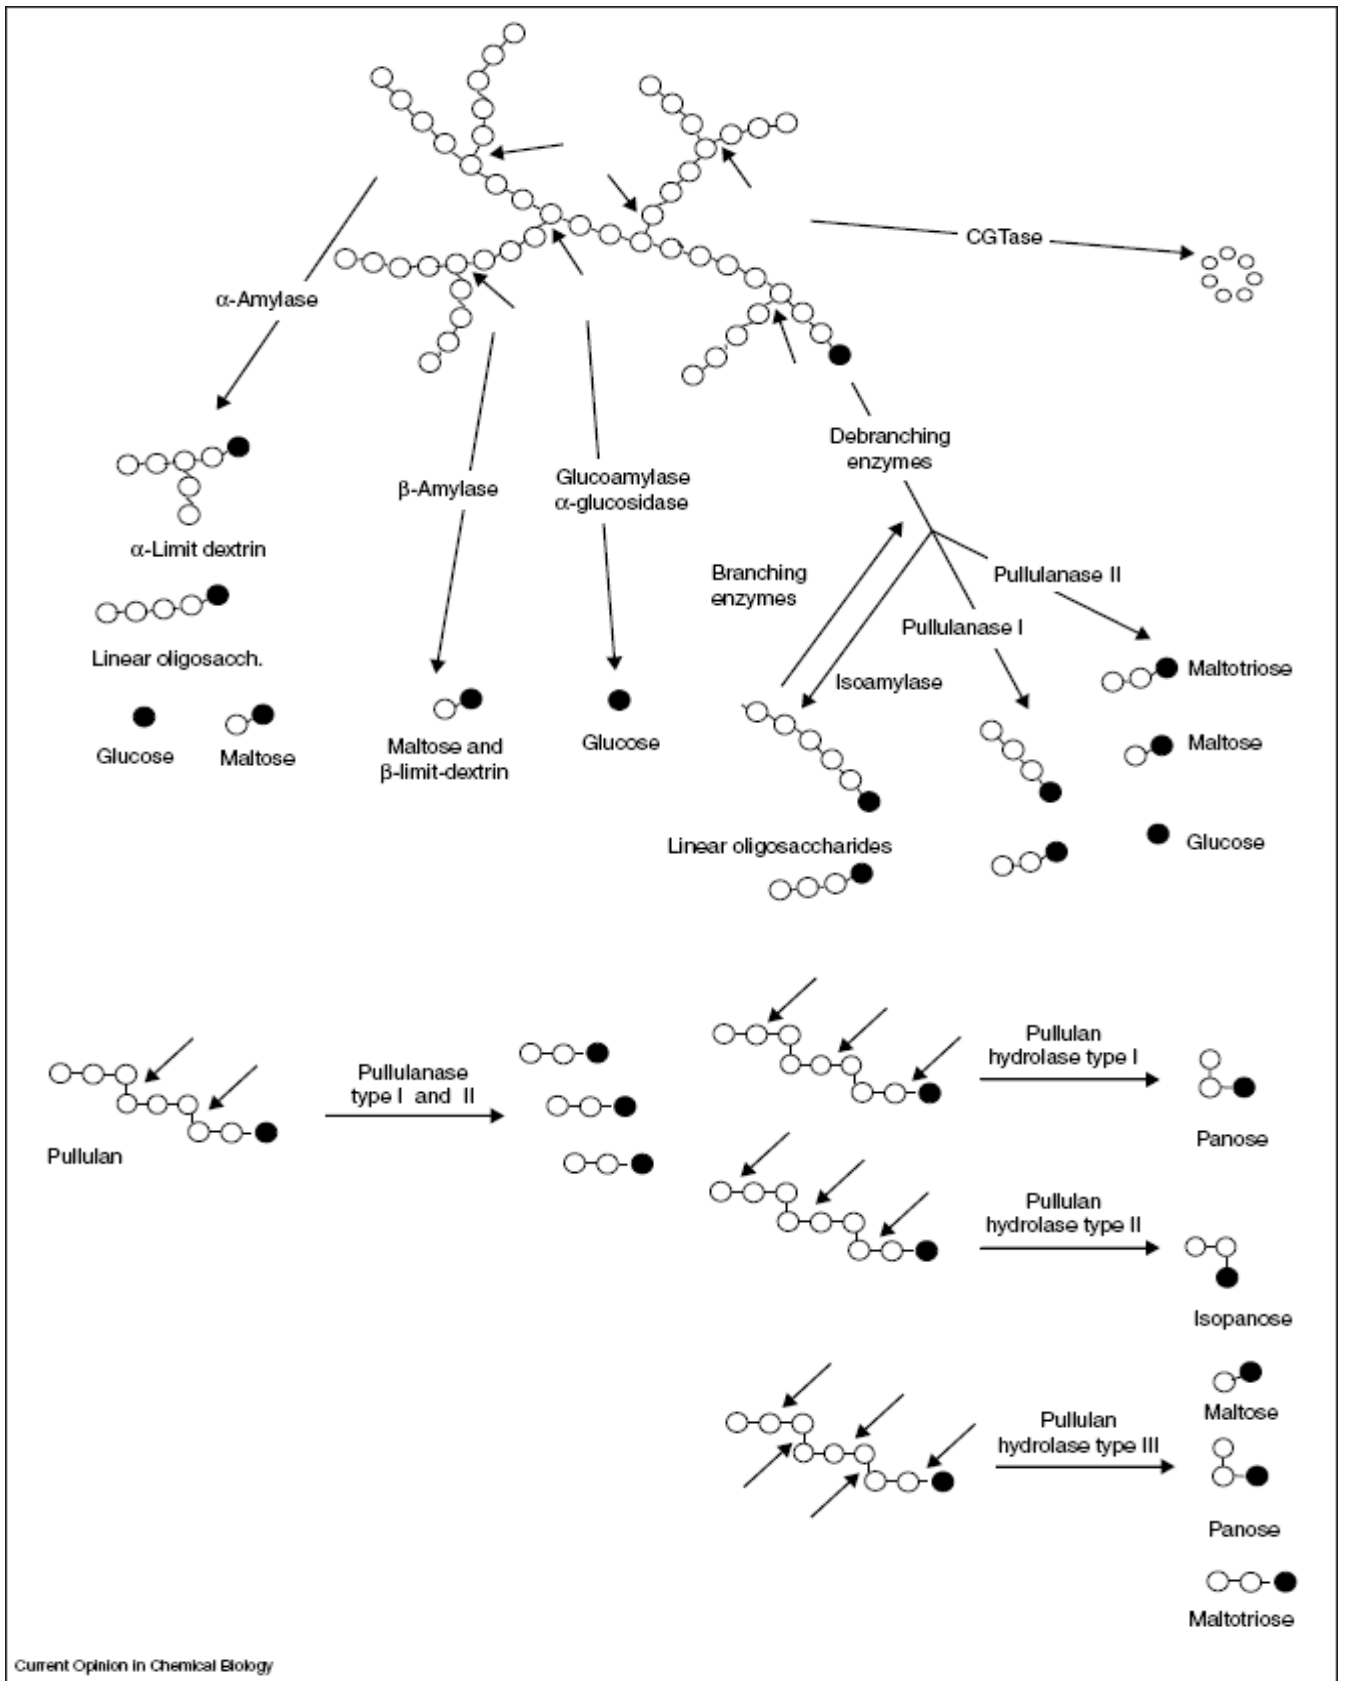 CGTase
α-Amylase
Debranching
enzymes
β-Amylase
Glucoamylase
α-glucosidase
α-Limit dextrin
Branching
enzymes
Pullulanase II
Pullulanase I
Linear oligosacch.
Isoamylase
Maltotriose
Glucose
Maltose
Maltose and
β-limit-dextrin
Glucose
Maltose
Linear oligosaccharides
Glucose
Pullulan
Pullulanase
type I and II
Pullulan
hydrolase type I
Panose
Pullulan
hydrolase type II
Isopanose
Maltose
Pullulan
hydrolase type III
Panose
Maltotriose
Current Opinion in Chemical Biology